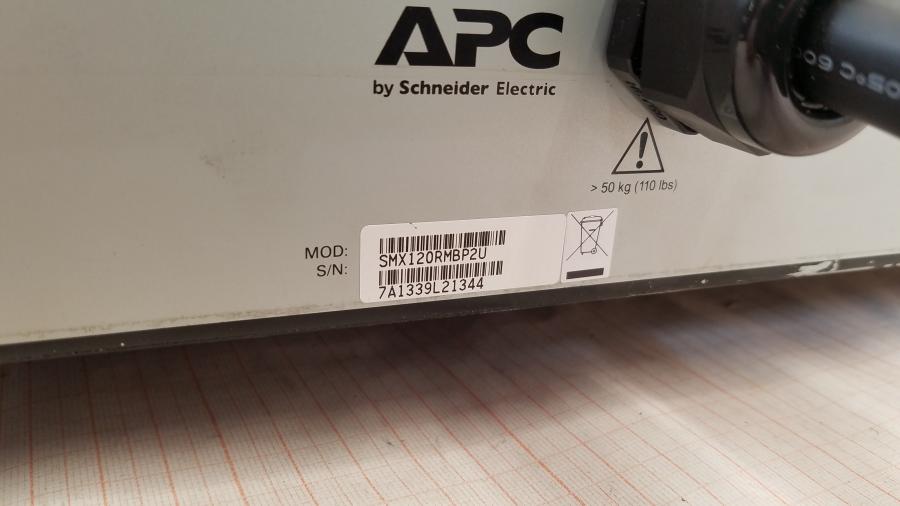 APC
by Schneider Electric
> 50 kg (110 lbs)
MOD:
SMX120RMBP2U
S/N:
7A1339L21344